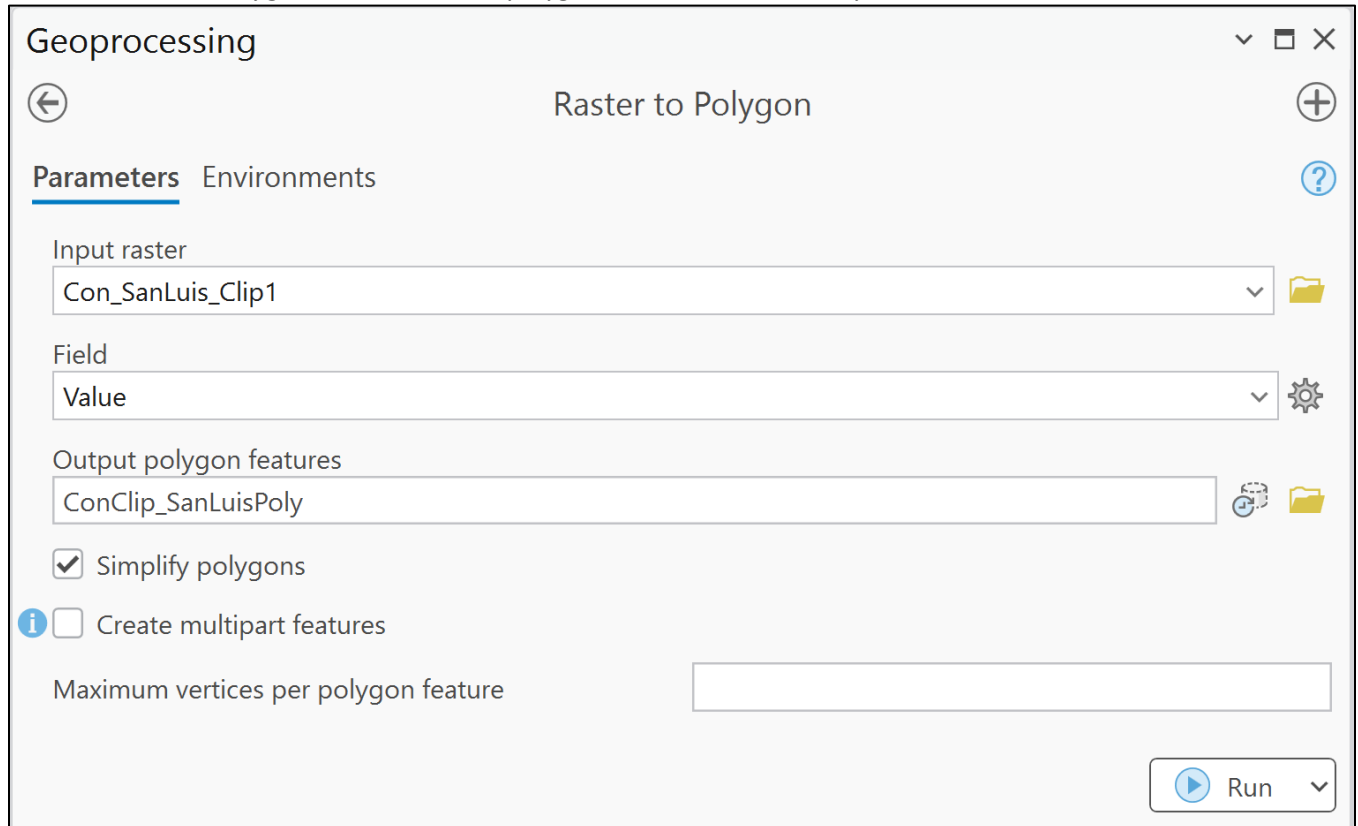 Geoprocessing
Raster to Polygon
Parameters Environments
?
Input raster
Con_SanLuis_Clip1
Field
Value
Output polygon features
ConClip_SanLuisPoly
Simplify polygons
i Create multipart features
Maximum vertices per polygon feature
Run